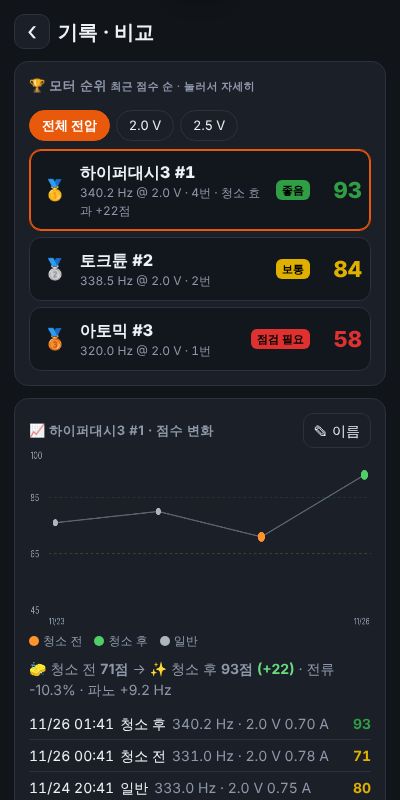 기록 · 비교
🏆 모터 순위 최근 점수 순 · 눌러서 자세히
전체 전압
2.0 V
2.5 V
하이퍼대시3 #1
340.2 Hz @ 2.0 V · 4번 · 청소 효
과 +22점
좋음
93
토크튠 #2
338.5 Hz @ 2.0 V · 2번
보통
84
아토믹 #3
320.0 Hz @ 2.0 V · 1번
점검 필요
58
📈 하이퍼대시3 #1 · 점수 변화
✎ 이름
100
85
65
45
11/23
11/26
청소 전 청소 후 일반
🧽 청소 전 71점 → ✨ 청소 후 93점 (+22) · 전류
-10.3% · 파노 +9.2 Hz
11/26 01:41 청소 후 340.2 Hz · 2.0 V 0.70 A 93
11/26 00:41 청소 전 331.0 Hz · 2.0 V 0.78 A 71
11/24 20:41 일반 333.0 Hz · 2.0 V 0.75 A 80